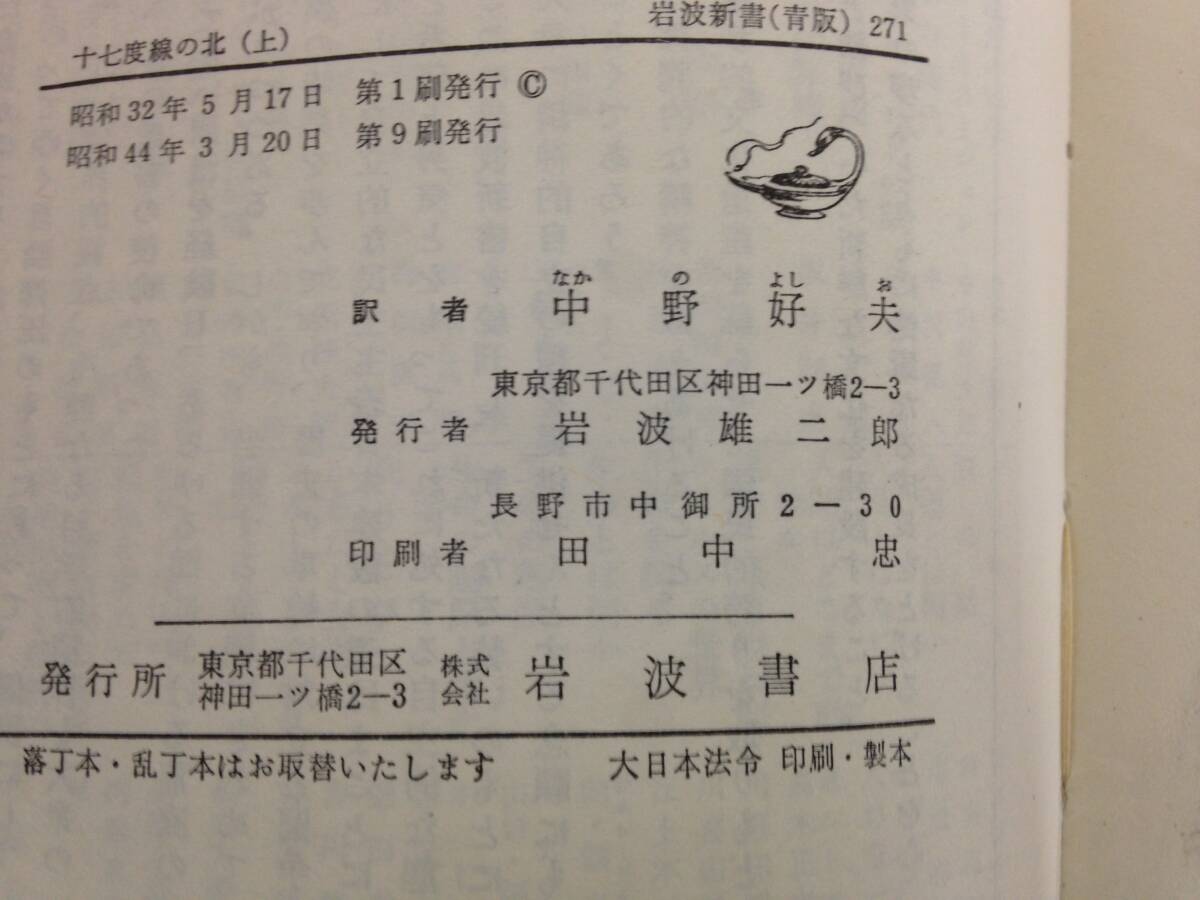 十七度線の北(上)
岩波新書(青版) 271
昭和32年5月17日 第1刷発行 ©
昭和44年3月20日 第9刷発行
なか の よし お
訳者 中野好夫
東京都千代田区神田一ツ橋2―3
発行者 岩波雄二郎
長野市中御所2―30
印刷者 田中忠
発行所 東京都千代田区神田一ツ橋2―3 株式会社 岩波書店
落丁本・乱丁本はお取替いたします 大日本法令 印刷・製本